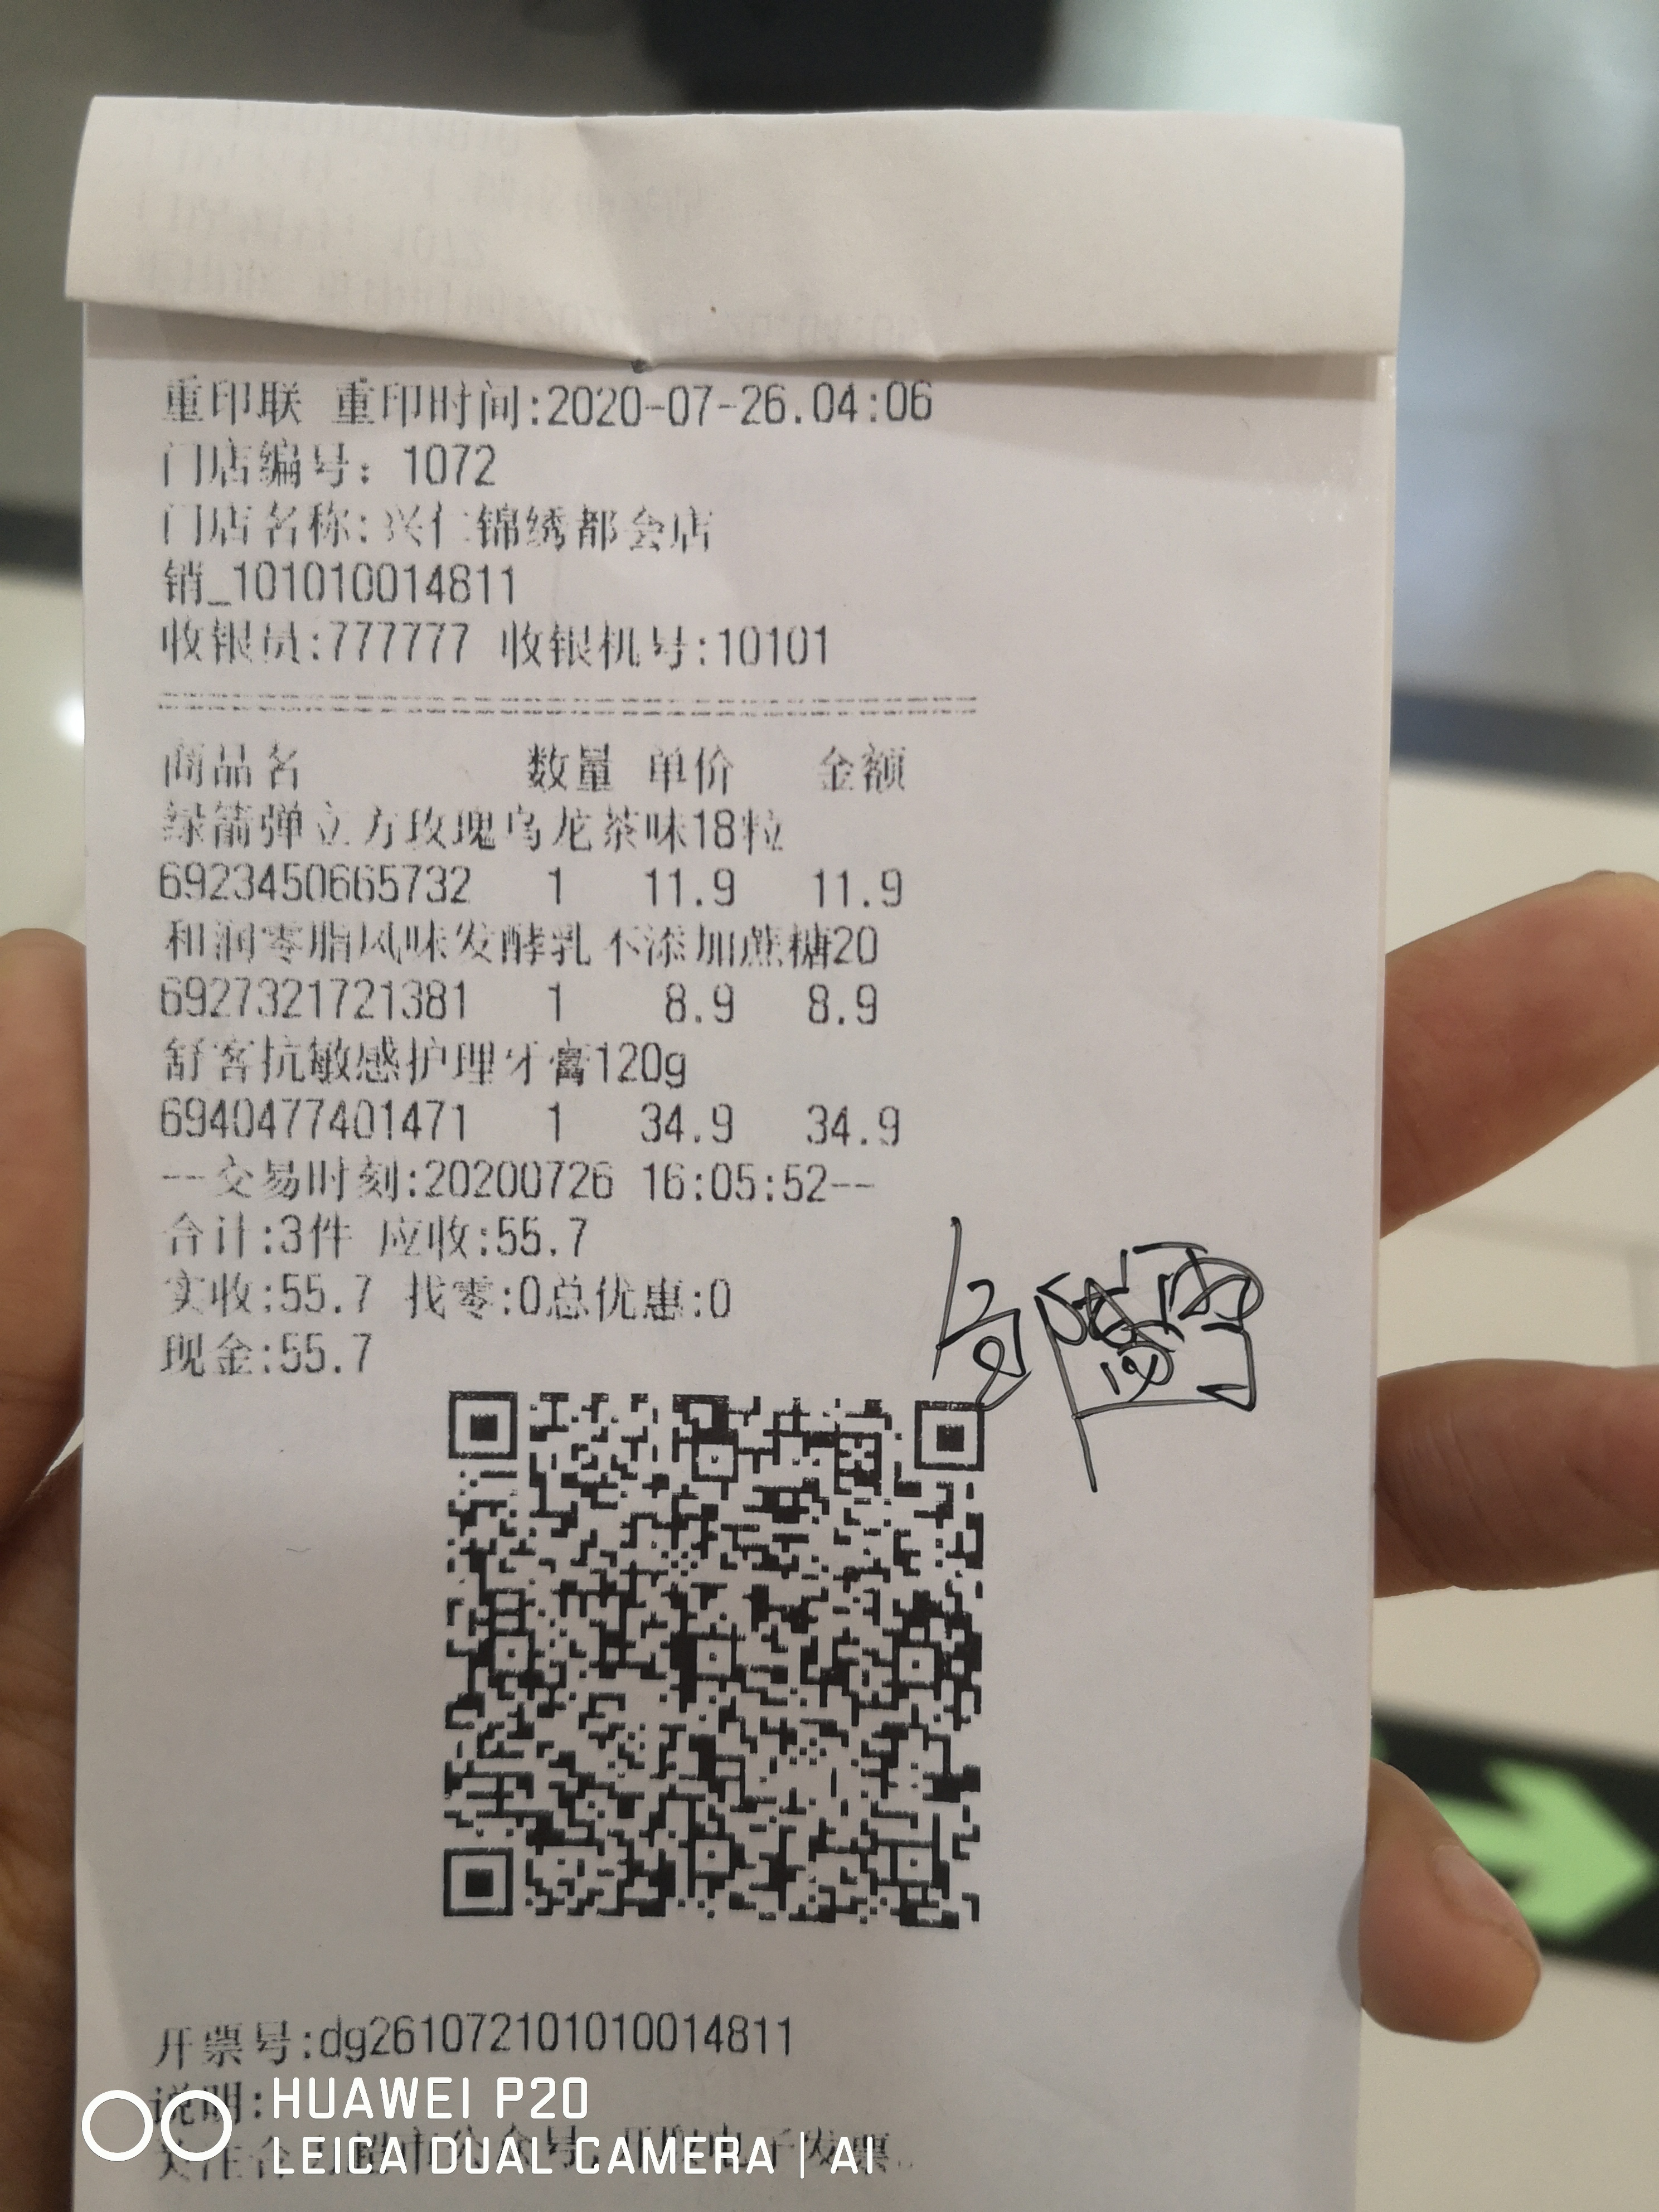 重印联 重印时间:2020-07-26.04:06
门店编号: 1072
门店名称:兴仁锦绣都会店
销_101010014811
收银员:777777 收银机号:10101
商品名 数量 单价 金额
绿箭弹立方玫瑰乌龙茶味18粒
6923450665732 1 11.9 11.9
和润零脂风味发酵乳 不添加蔗糖20
6927321721381 1 8.9 8.9
舒客抗敏感护理牙膏120g
6940477401471 1 34.9 34.9
--交易时刻:20200726 16:05:52--
合计:3件 应收:55.7
实收:55.7 找零:0总优惠:0
现金:55.7
开票号:dg261072101010014811
说明:
HUAWEI P20
LEICA DUAL CAMERA | AI